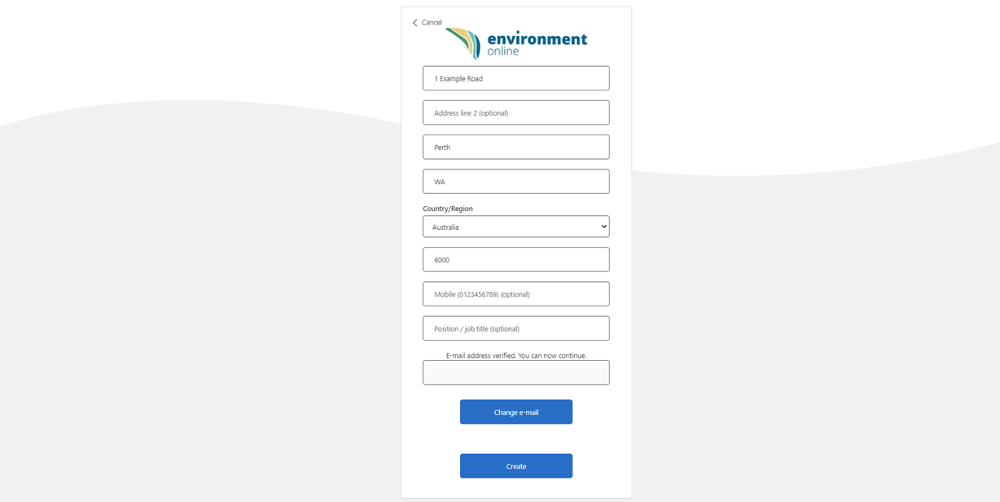 Cancel
environment
online
1 Example Road
Address line 2 (optional)
Perth
WA
Country/Region
Australia
6000
Mobile (0123456789) (optional)
Position / job title (optional)
E-mail address verified. You can now continue.
Change e-mail
Create